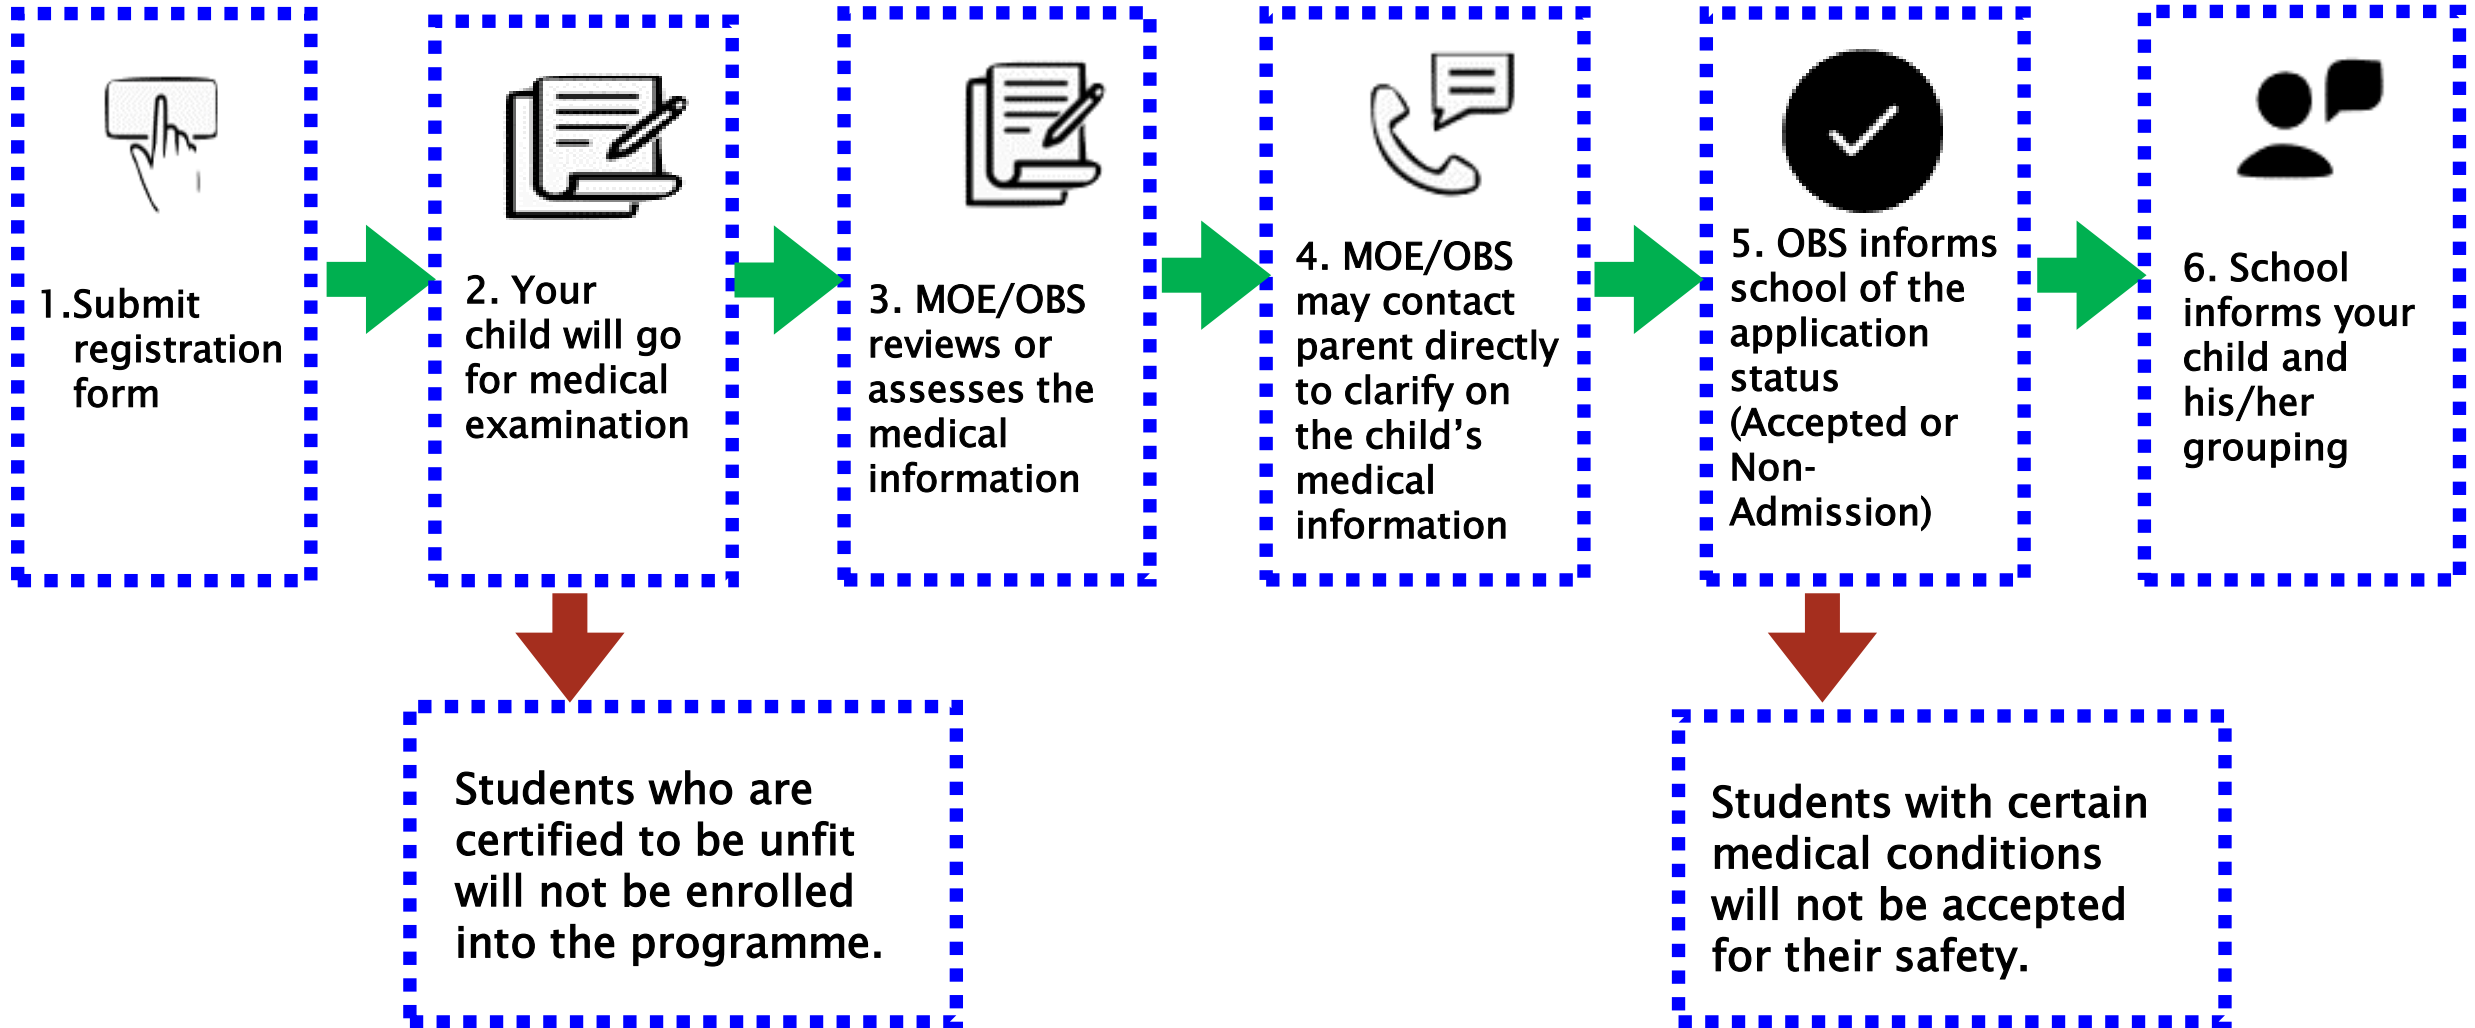 1.Submit
registration
form
2. Your
child will go
for medical
examination
3. MOE/OBS
reviews or
assesses the
medical
information
4. MOE/OBS
may contact
parent directly
to clarify on
the child’s
medical
information
5. OBS informs
school of the
application
status
(Accepted or
Non-
Admission)
6. School
informs your
child and
his/her
grouping
Students who are
certified to be unfit
will not be enrolled
into the programme.
Students with certain
medical conditions
will not be accepted
for their safety.